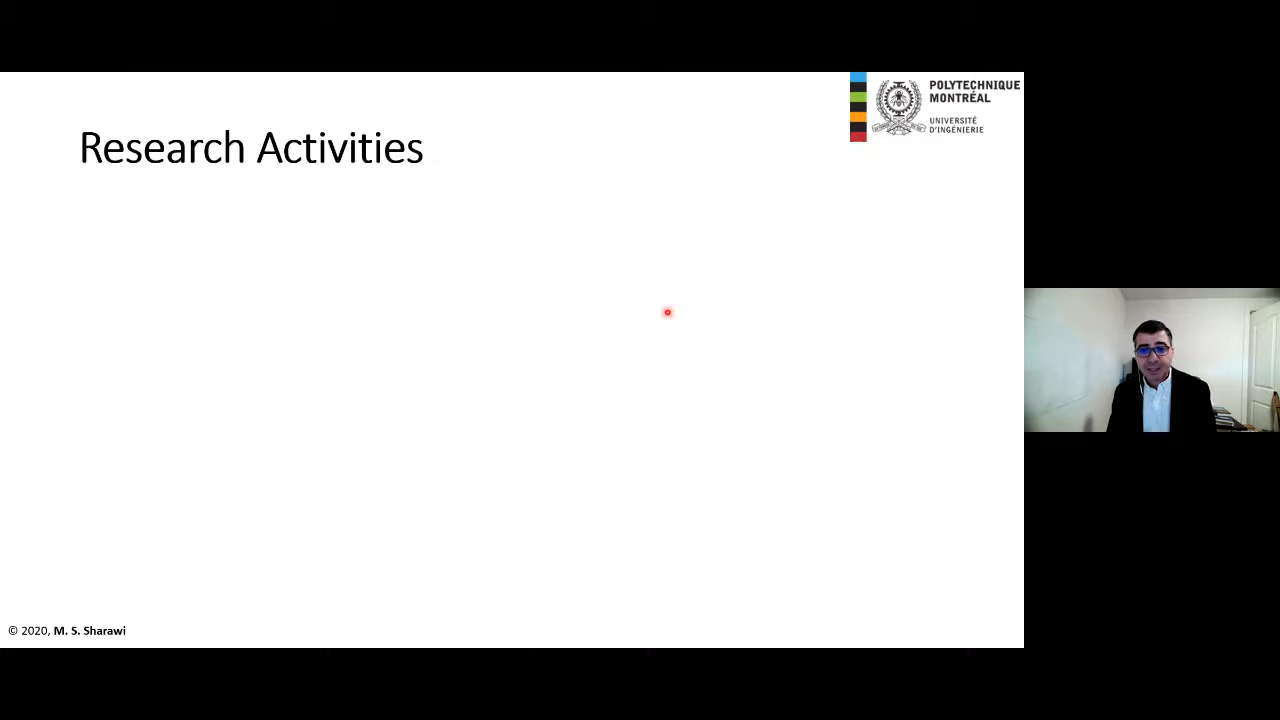 POLYTECHNIQUE
MONTRÉAL
UNIVERSITÉ
D'INGÉNIERIE
Research Activities
© 2020, M. S. Sharawi